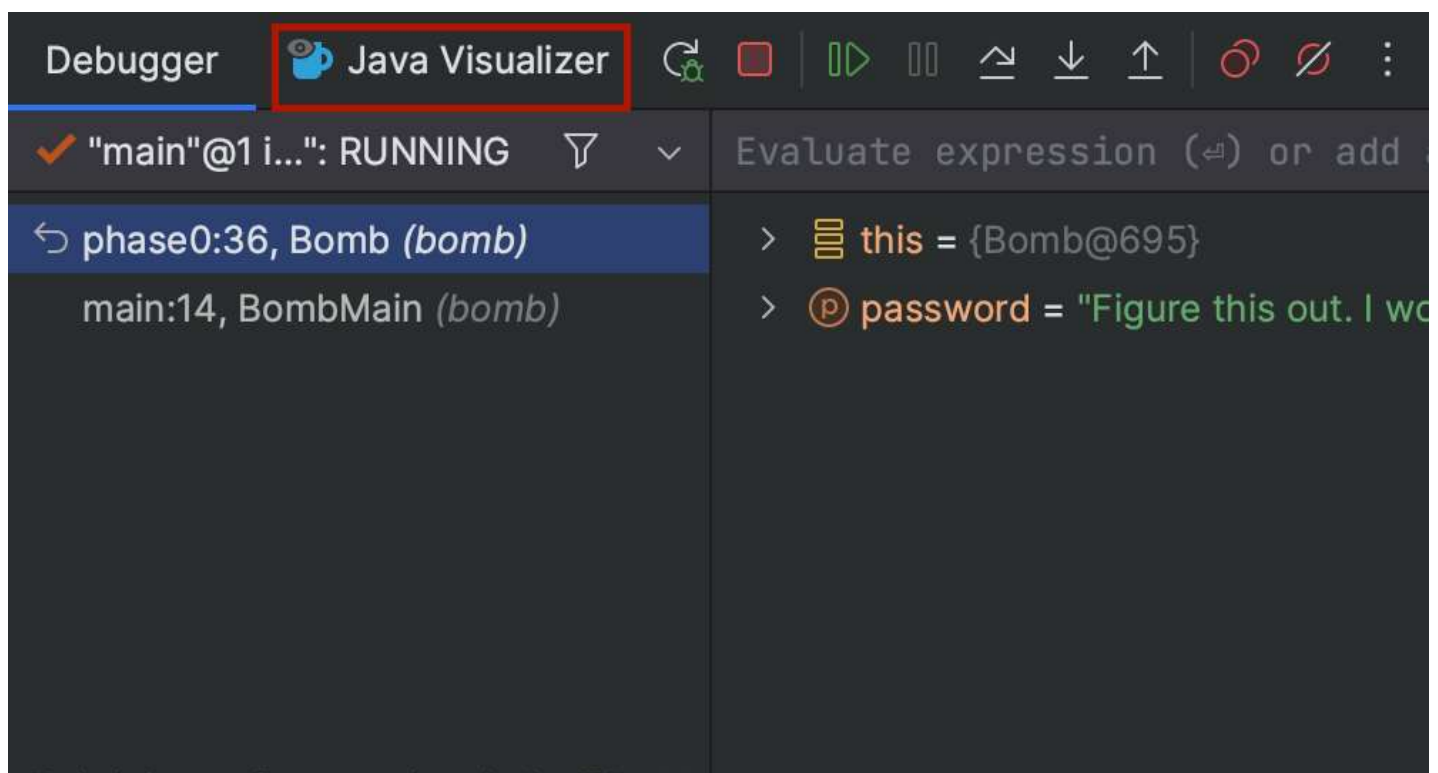 Debugger Java Visualizer
"main"@1 i...": RUNNING
Evaluate expression (⏎) or add
phase0:36, Bomb (bomb)
main:14, BombMain (bomb)
this = {Bomb@695}
p password = "Figure this out. I wo